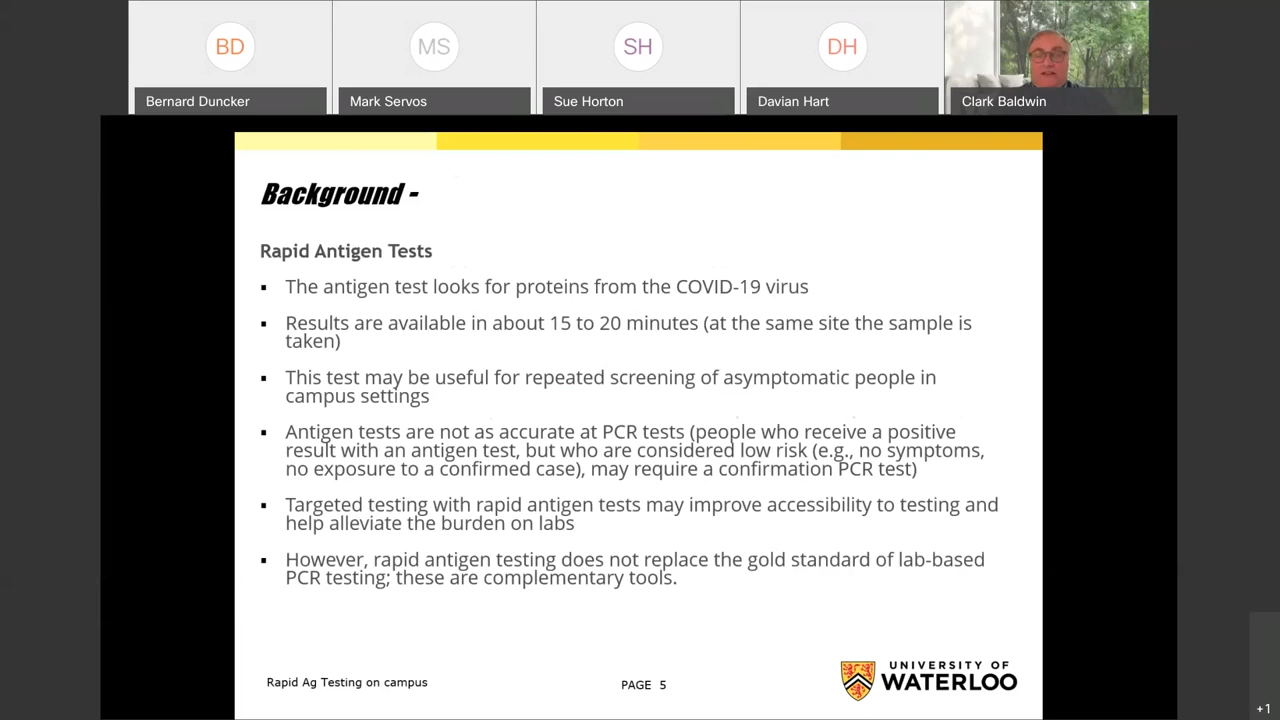 BD
MS
SH
DH
Bernard Duncker
Mark Servos
Sue Horton
Davian Hart
Clark Baldwin
Background -
Rapid Antigen Tests
▪ The antigen test looks for proteins from the COVID-19 virus
▪ Results are available in about 15 to 20 minutes (at the same site the sample is
taken)
▪ This test may be useful for repeated screening of asymptomatic people in
campus settings
▪ Antigen tests are not as accurate at PCR tests (people who receive a positive
result with an antigen test, but who are considered low risk (e.g., no symptoms,
no exposure to a confirmed case), may require a confirmation PCR test)
▪ Targeted testing with rapid antigen tests may improve accessibility to testing and
help alleviate the burden on labs
▪ However, rapid antigen testing does not replace the gold standard of lab-based
PCR testing; these are complementary tools.
Rapid Ag Testing on campus
PAGE 5
UNIVERSITY OF
WATERLOO
+1